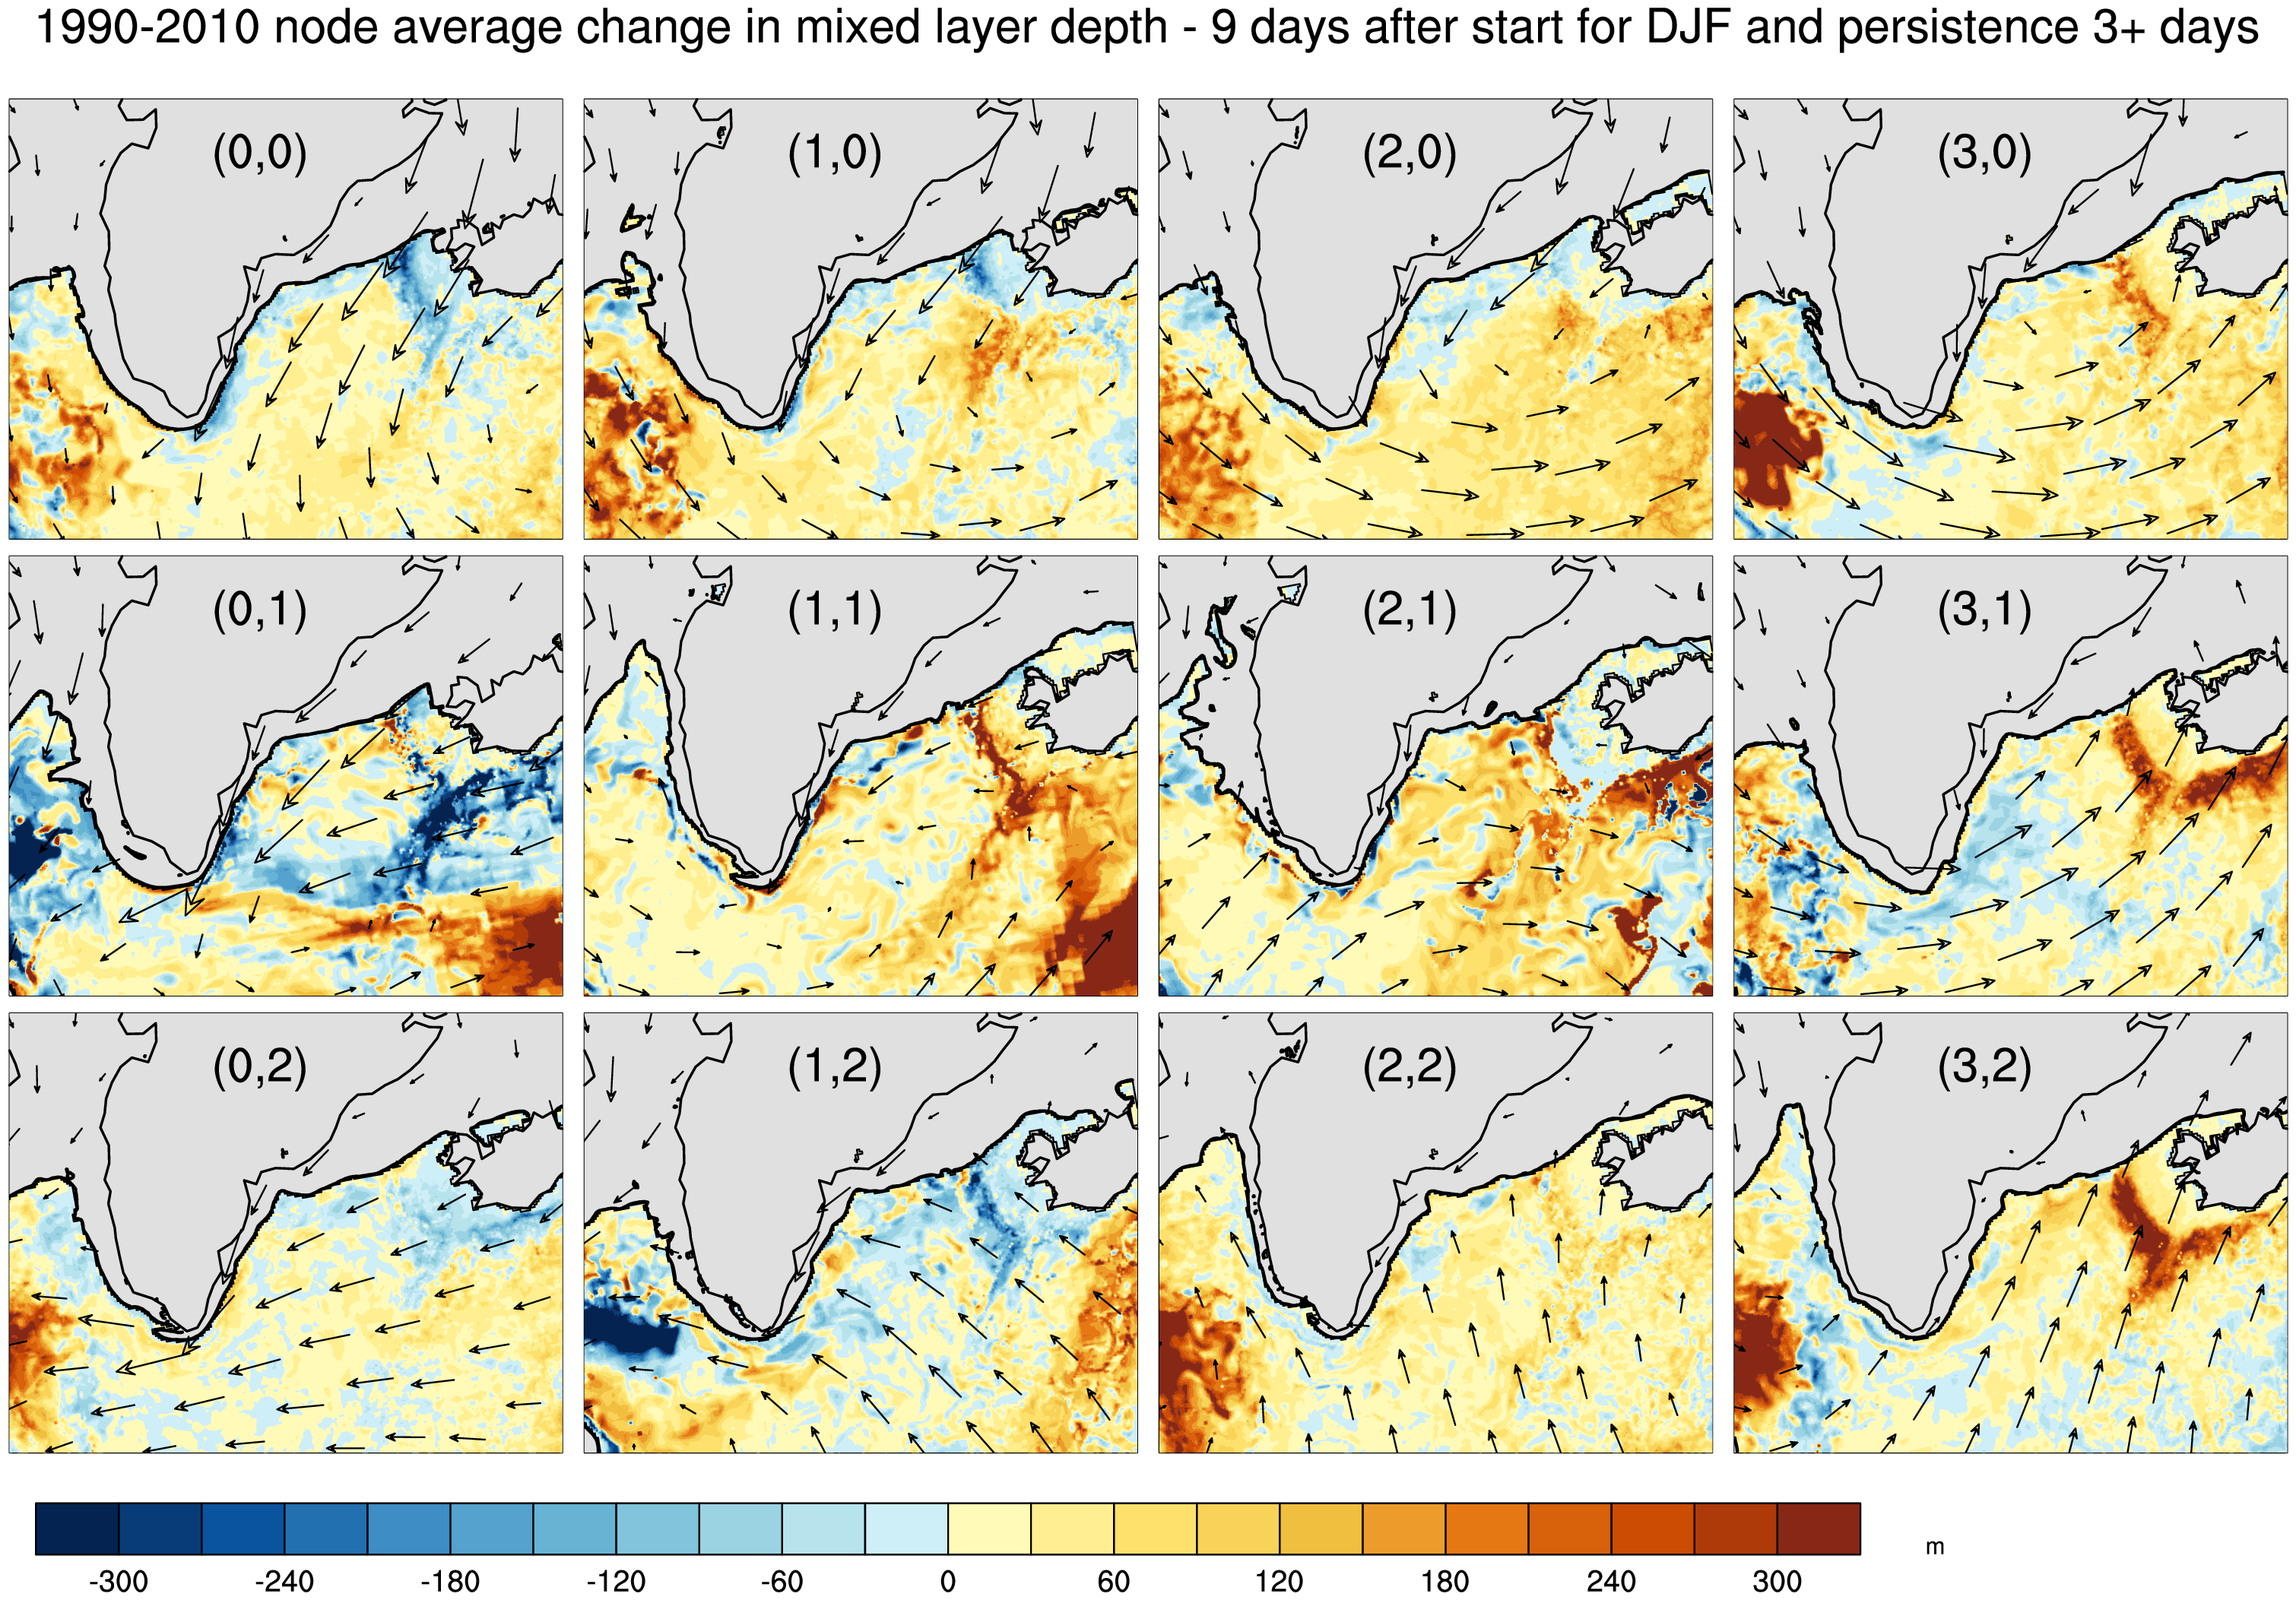 1990-2010 node average change in mixed layer depth - 9 days after start for DJF and persistence 3+ days
(0,0) (1,0) (2,0) (3,0)
(0,1) (1,1) (2,1) (3,1)
(0,2) (1,2) (2,2) (3,2)
m
-300 -240 -180 -120 -60 0 60 120 180 240 300